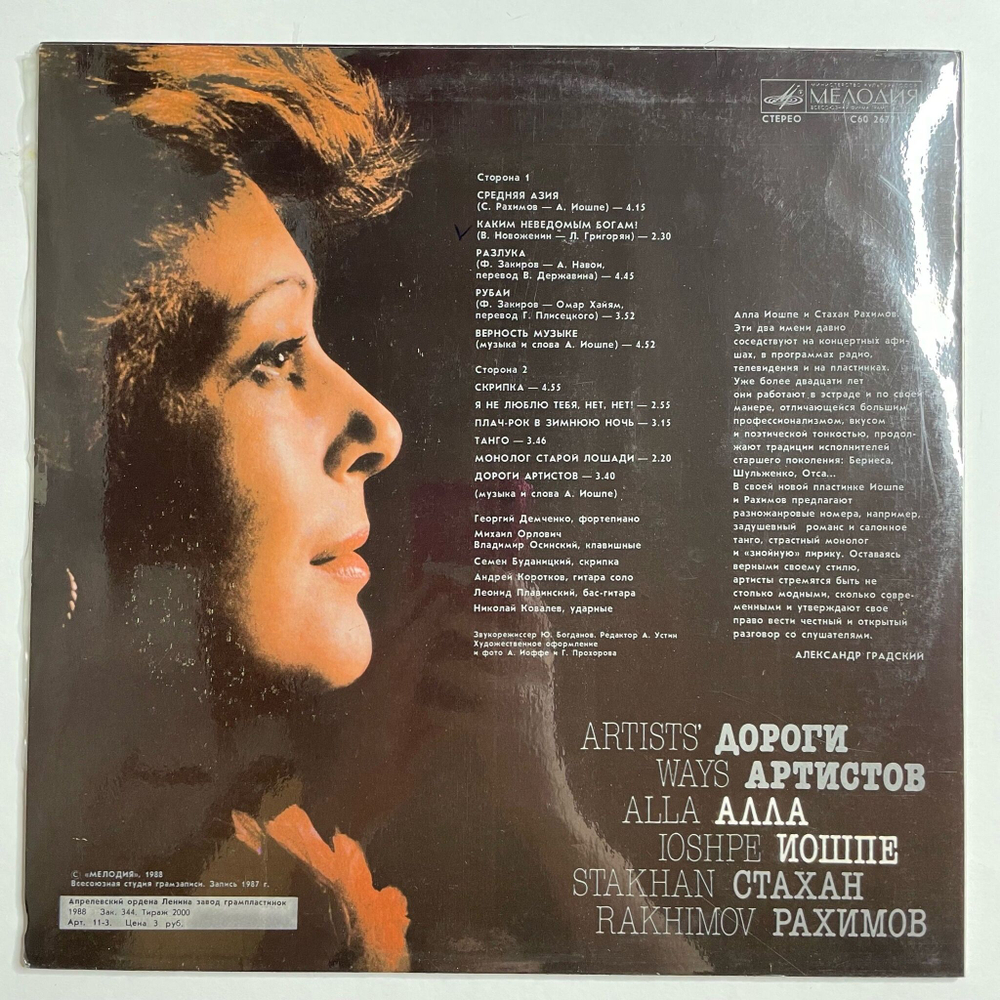 МЕЛОДИЯ
СТЕРЕО
С60 2677
Сторона 1
СРЕДНЯЯ АЗИЯ
(С. Рахимов — А. Иошпе) — 4.15
КАКИМ НЕВЕДОМЫМ БОГАМ!
(В. Новоженин — Л. Григорян) — 2.30
РАЗЛУКА
(Ф. Закиров — А. Навои,
перевод В. Державина) — 4.45
РУБАИ
(Ф. Закиров — Омар Хайям,
перевод Г. Плисецкого) — 3.52
ВЕРНОСТЬ МУЗЫКЕ
(музыка и слова А. Иошпе) — 4.52
Сторона 2
СКРИПКА — 4.55
Я НЕ ЛЮБЛЮ ТЕБЯ, НЕТ, НЕТ! — 2.55
ПЛАЧ-РОК В ЗИМНЮЮ НОЧЬ — 3.15
ТАНГО — 3.46
МОНОЛОГ СТАРОЙ ЛОШАДИ — 2.20
ДОРОГИ АРТИСТОВ — 3.40
(музыка и слова А. Иошпе)
Георгий Демченко, фортепиано
Михаил Орлович
Владимир Осинский, клавишные
Семен Буданицкий, скрипка
Андрей Коротков, гитара соло
Леонид Плавинский, бас-гитара
Николай Ковалев, ударные
Звукорежиссер Ю. Богданов. Редактор А. Устин
Художественное оформление
и фото А. Иоффе и Г. Прохорова
Алла Иошпе и Стахан Рахимов.
Эти два имени давно
соседствуют на концертных афи-
шах, в программах радио,
телевидения и на пластинках.
Уже более двадцати лет
они работают в эстраде и по своей
манере, отличающейся большим
профессионализмом, вкусом
и поэтической тонкостью, продол-
жают традиции исполнителей
старшего поколения: Бернеса,
Шульженко, Отса...
В своей новой пластинке Иошпе
и Рахимов предлагают
разножанровые номера, например,
задушевный романс и салонное
танго, страстный монолог
и «знойную» лирику. Оставаясь
верными своему стилю,
артисты стремятся быть не
столько модными, сколько совре-
менными и утверждают свое
право вести честный и открытый
разговор со слушателями.
АЛЕКСАНДР ГРАДСКИЙ
ARTISTS' ДОРОГИ
WAYS АРТИСТОВ
ALLA АЛЛА
IOSHPE ИОШПЕ
STAKHAN СТАХАН
RAKHIMOV РАХИМОВ
© «МЕЛОДИЯ», 1988
Всесоюзная студия грамзаписи. Запись 1987 г.
Апрелевский ордена Ленина завод грампластинок
1988 Зак. 344. Тираж 2000
Арт. 11-3. Цена 3 руб.